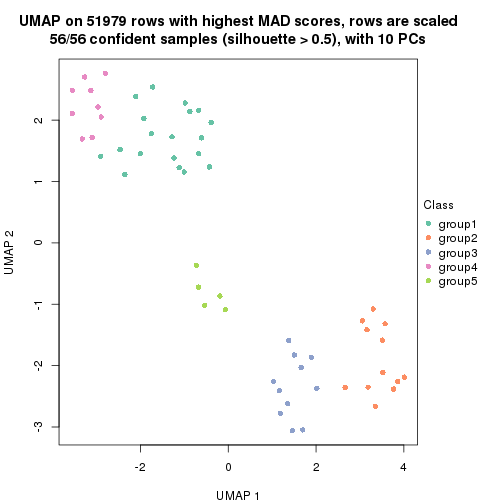 UMAP on 51979 rows with highest MAD scores, rows are scaled
56/56 confident samples (silhouette > 0.5), with 10 PCs
2
1
0
-1
-2
-3
UMAP 2
-2
0
2
4
UMAP 1
Class
group1
group2
group3
group4
group5